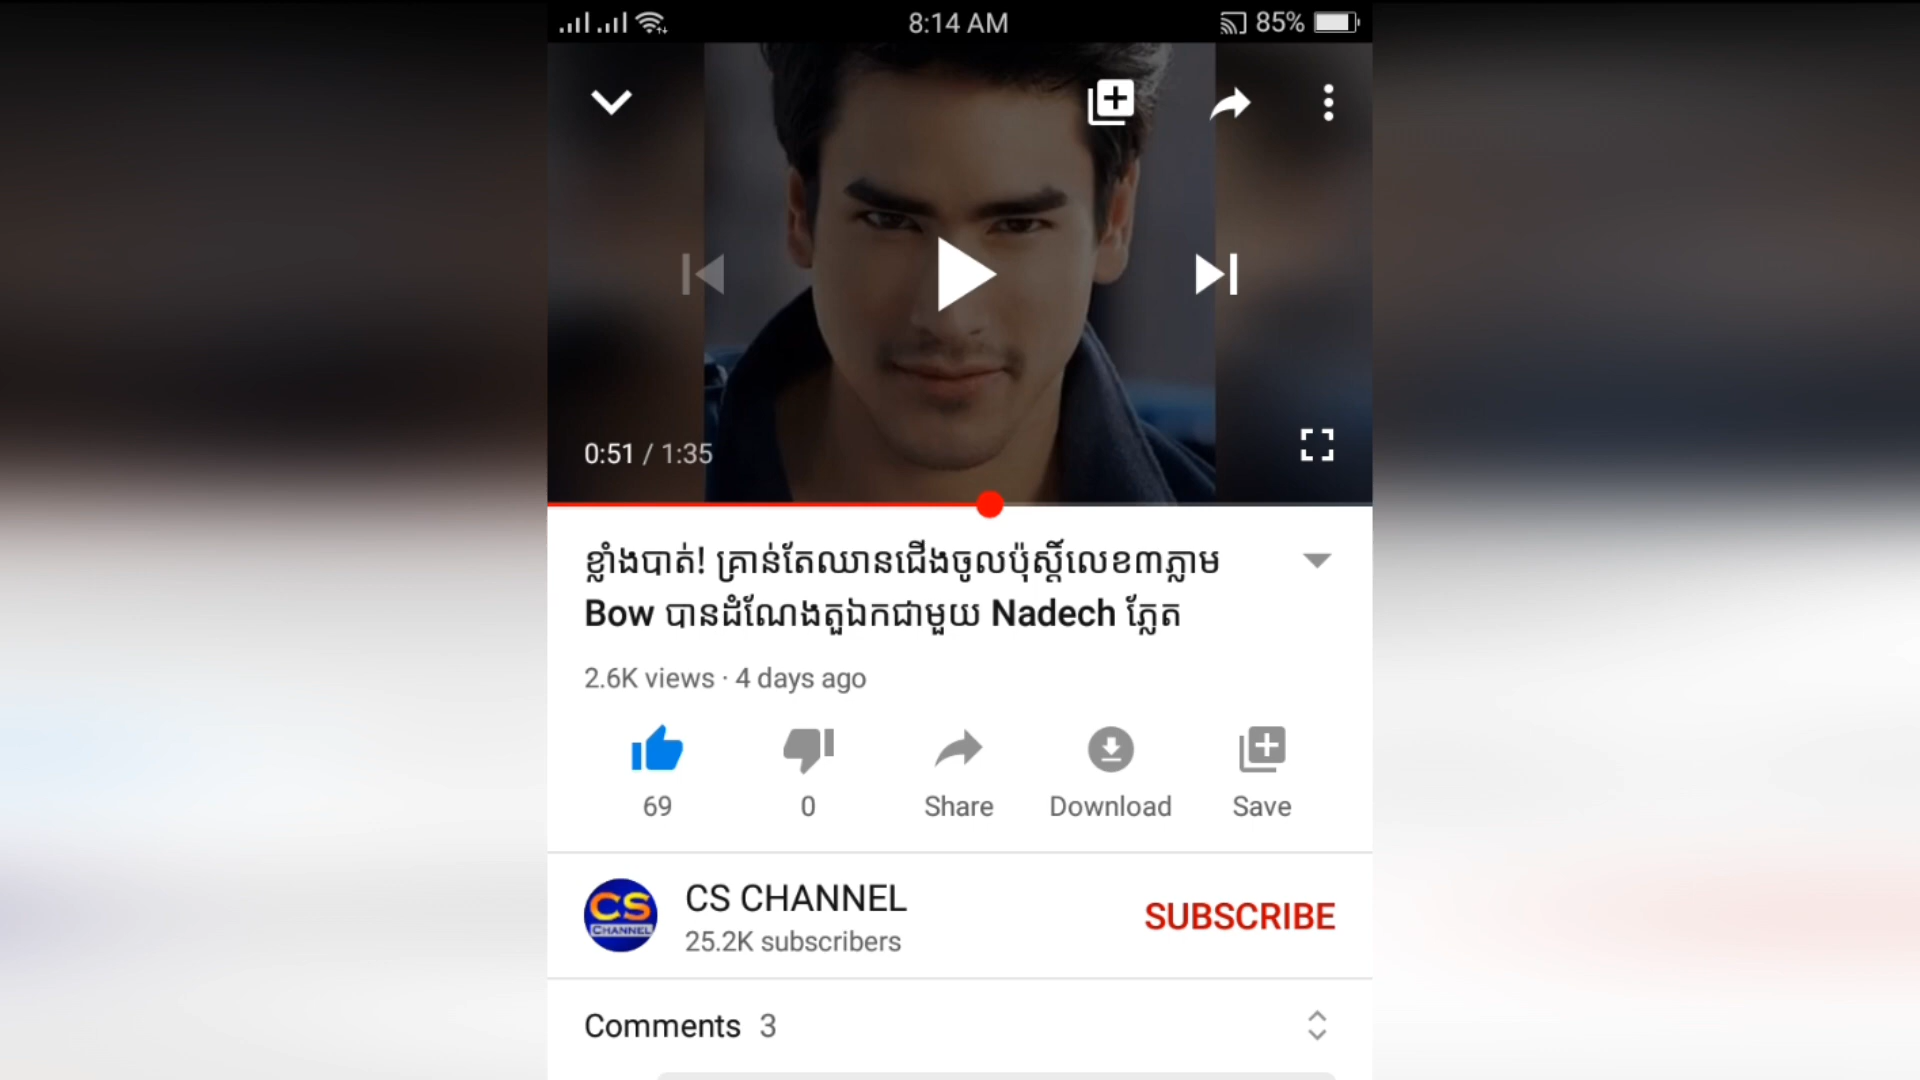 8:14 AM
85%
0:51 / 1:35
ខ្លាំងបាត់! គ្រាន់តែឈានជើងចូលប៉ុស្តិ៍លេខ៣ភ្លាម
Bow បានដំណែងតួឯកជាមួយ Nadech ភ្លែត
2.6K views · 4 days ago
69
0
Share
Download
Save
CS CHANNEL
CS CHANNEL
25.2K subscribers
SUBSCRIBE
Comments 3